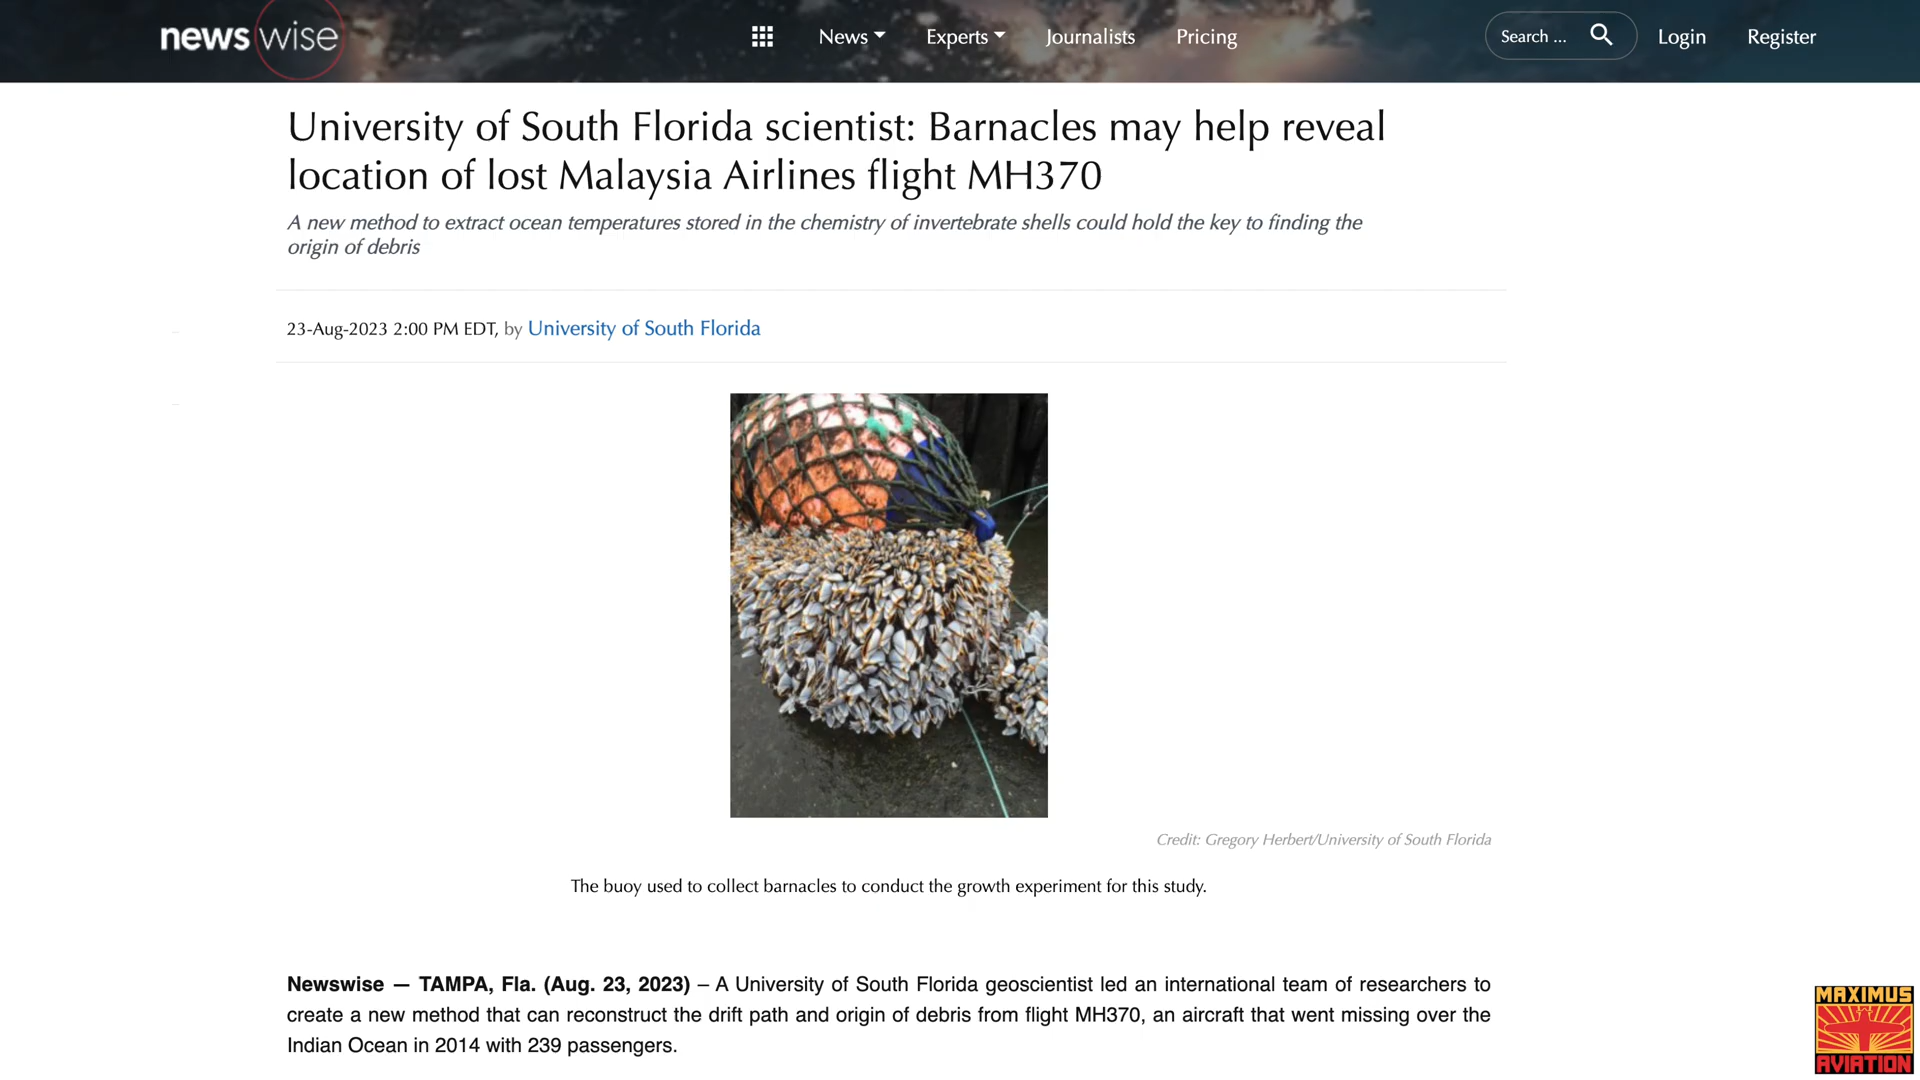 newswise News Experts Journalists Pricing Search ... Login Register
University of South Florida scientist: Barnacles may help reveal
location of lost Malaysia Airlines flight MH370
A new method to extract ocean temperatures stored in the chemistry of invertebrate shells could hold the key to finding the
origin of debris
23-Aug-2023 2:00 PM EDT, by University of South Florida
Credit: Gregory Herbert/University of South Florida
The buoy used to collect barnacles to conduct the growth experiment for this study.
Newswise — TAMPA, Fla. (Aug. 23, 2023) – A University of South Florida geoscientist led an international team of researchers to
create a new method that can reconstruct the drift path and origin of debris from flight MH370, an aircraft that went missing over the
Indian Ocean in 2014 with 239 passengers.
MAXIMUS
AVIATION